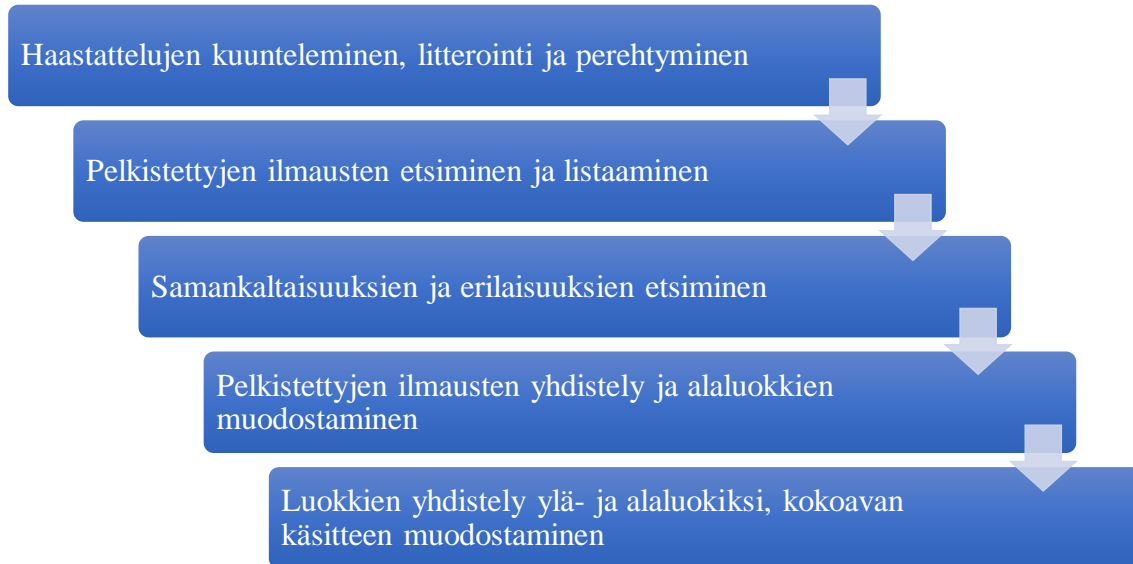 Haastattelujen kuunteleminen, litterointi ja perehtyminen
Pelkistettyjen ilmausten etsiminen ja listaaminen
Samankaltaisuuksien ja erilaisuuksien etsiminen
Pelkistettyjen ilmausten yhdistely ja alaluokkien
muodostaminen
Luokkien yhdistely ylä- ja alaluokiksi, kokoavan
käsitteen muodostaminen